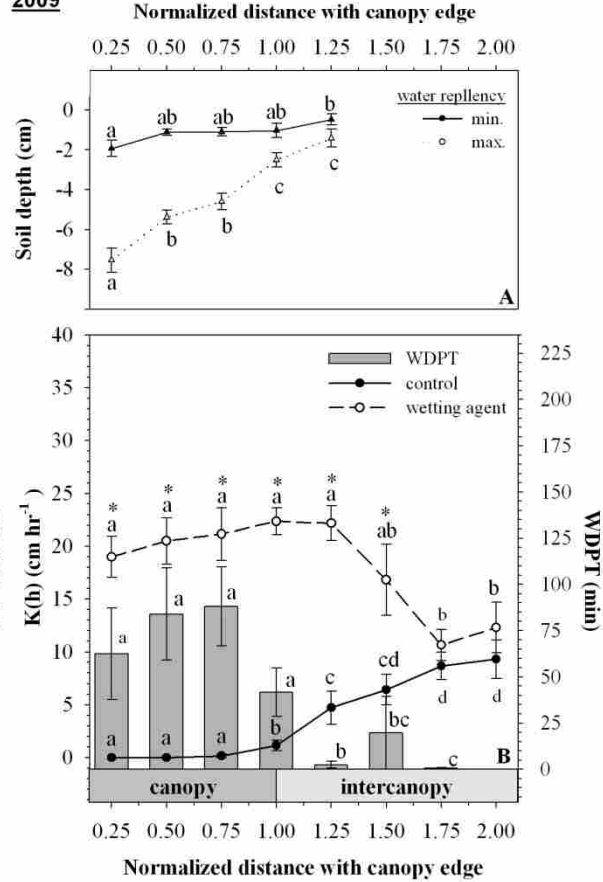 2009
Normalized distance with canopy edge
0.25 0.50 0.75 1.00 1.25 1.50 1.75 2.00
water repllency
min.
max.
Soil depth (cm)
0
-2
-4
-6
-8
a ab ab ab b
a b b c c
A
K(h) (cm hr⁻¹)
40
35
30
25
20
15
10
5
0
WDPT
control
wetting agent
WDPT (min)
225
200
175
150
125
100
75
50
25
0
* * * * * *
a a a a a ab b b
a a a a b bc c
a a a b c cd d d
B
canopy intercanopy
0.25 0.50 0.75 1.00 1.25 1.50 1.75 2.00
Normalized distance with canopy edge